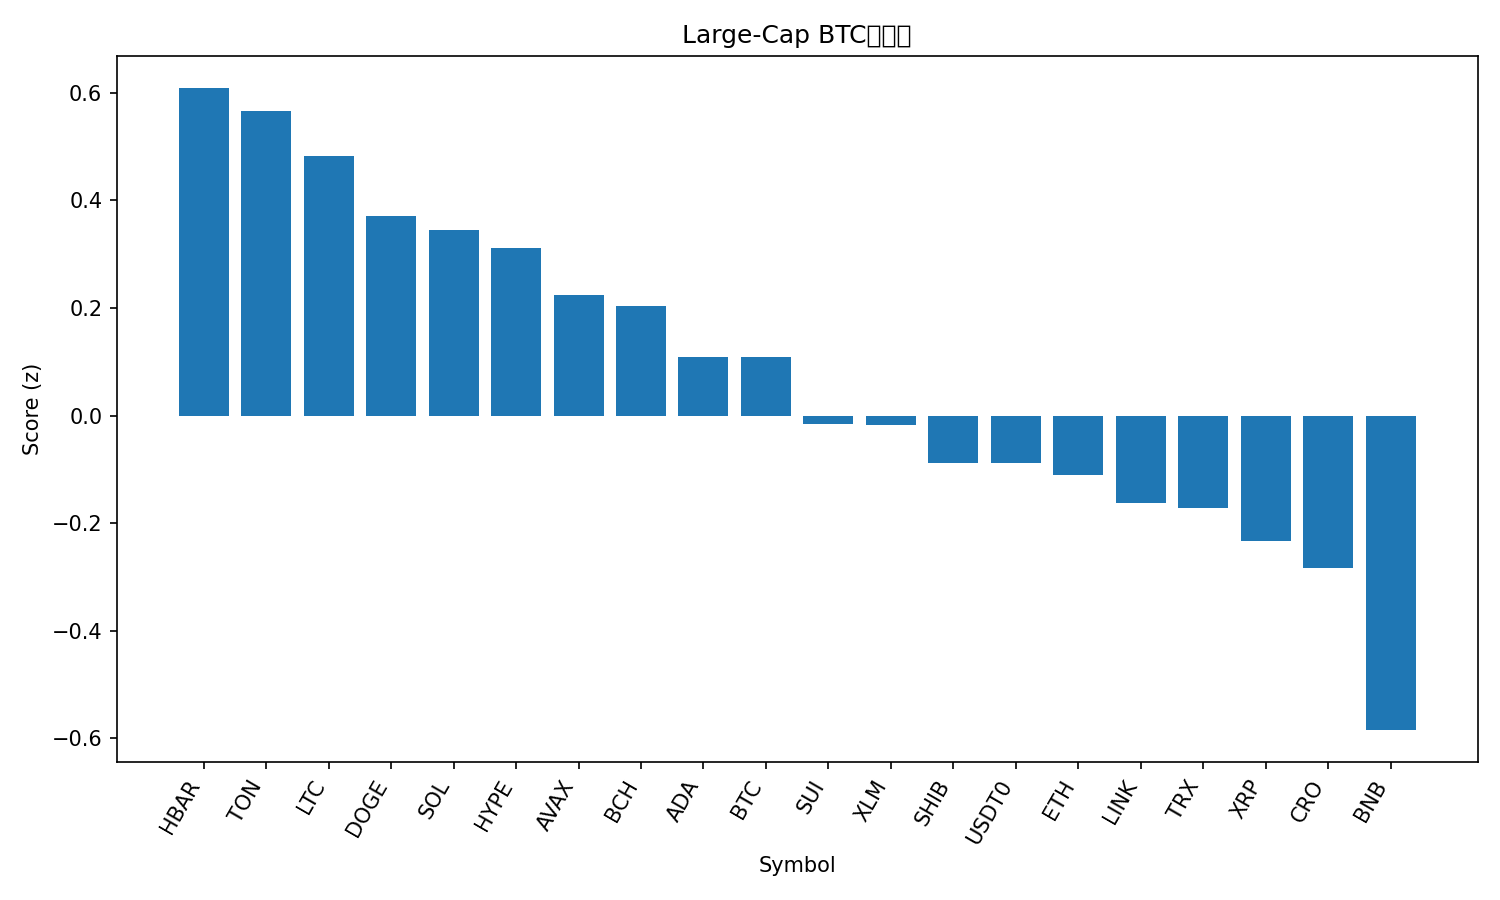 Large-Cap BTC
Score (z)
0.6
0.4
0.2
0.0
−0.2
−0.4
−0.6
HBAR
TON
LTC
DOGE
SOL
HYPE
AVAX
BCH
ADA
BTC
SUI
XLM
SHIB
USDT0
ETH
LINK
TRX
XRP
CRO
BNB
Symbol